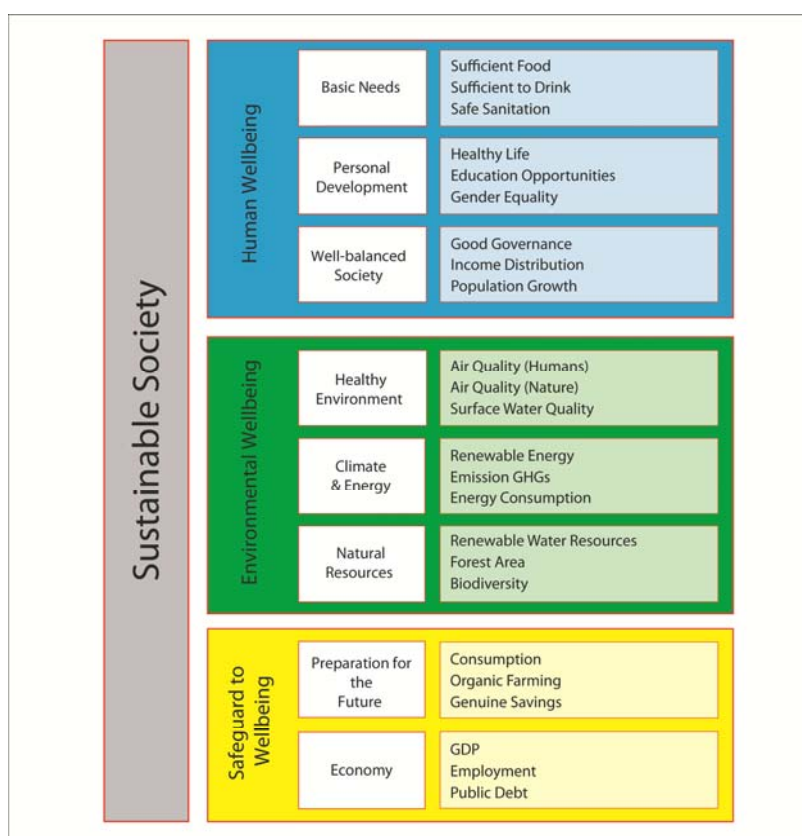 Sustainable Society
Human Wellbeing
Basic Needs
Sufficient Food
Sufficient to Drink
Safe Sanitation
Personal
Development
Healthy Life
Education Opportunities
Gender Equality
Well-balanced
Society
Good Governance
Income Distribution
Population Growth
Environmental Wellbeing
Healthy
Environment
Air Quality (Humans)
Air Quality (Nature)
Surface Water Quality
Climate
& Energy
Renewable Energy
Emission GHGs
Energy Consumption
Natural
Resources
Renewable Water Resources
Forest Area
Biodiversity
Safeguard to
Wellbeing
Preparation for
the
Future
Consumption
Organic Farming
Genuine Savings
Economy
GDP
Employment
Public Debt